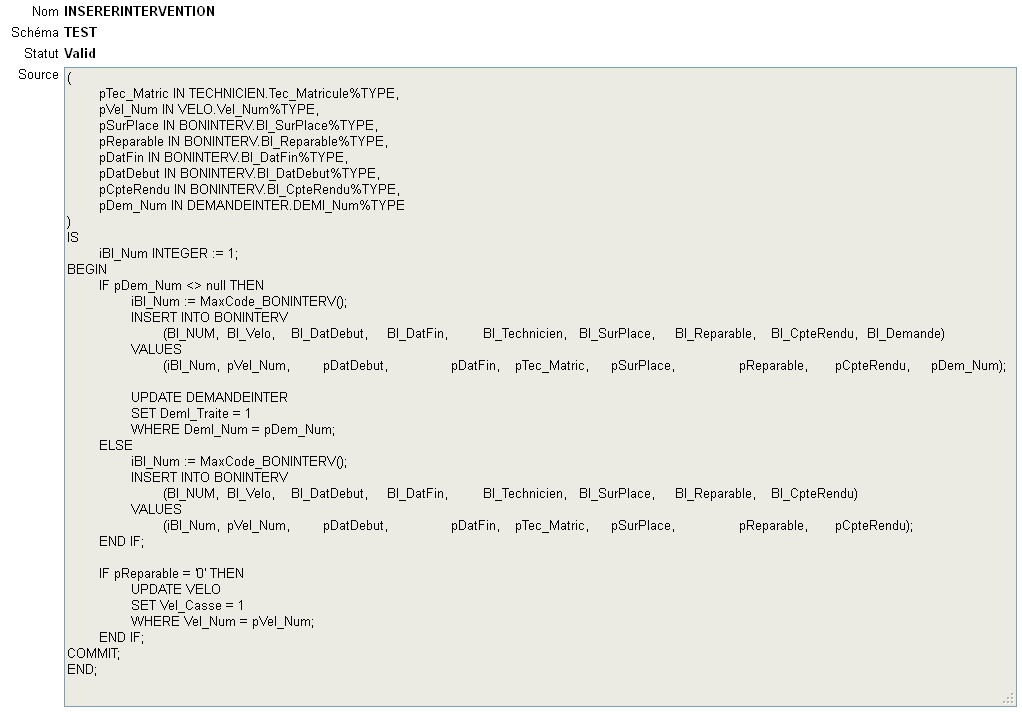 Nom INSERERINTERVENTION
Schéma TEST
Statut Valid
Source (
pTec_Matric IN TECHNICIEN.Tec_Matricule%TYPE,
pVel_Num IN VELO.Vel_Num%TYPE,
pSurPlace IN BONINTERV.BI_SurPlace%TYPE,
pReparable IN BONINTERV.BI_Reparable%TYPE,
pDatFin IN BONINTERV.BI_DatFin%TYPE,
pDatDebut IN BONINTERV.BI_DatDebut%TYPE,
pCpteRendu IN BONINTERV.BI_CpteRendu%TYPE,
pDem_Num IN DEMANDEINTER.DEMI_Num%TYPE
)
IS
iBI_Num INTEGER := 1;
BEGIN
IF pDem_Num <> null THEN
iBI_Num := MaxCode_BONINTERV();
INSERT INTO BONINTERV
(BI_NUM, BI_Velo, BI_DatDebut, BI_DatFin, BI_Technicien, BI_SurPlace, BI_Reparable, BI_CpteRendu, BI_Demande)
VALUES
(iBI_Num, pVel_Num, pDatDebut, pDatFin, pTec_Matric, pSurPlace, pReparable, pCpteRendu, pDem_Num);
UPDATE DEMANDEINTER
SET DemI_Traite = 1
WHERE DemI_Num = pDem_Num;
ELSE
iBI_Num := MaxCode_BONINTERV();
INSERT INTO BONINTERV
(BI_NUM, BI_Velo, BI_DatDebut, BI_DatFin, BI_Technicien, BI_SurPlace, BI_Reparable, BI_CpteRendu)
VALUES
(iBI_Num, pVel_Num, pDatDebut, pDatFin, pTec_Matric, pSurPlace, pReparable, pCpteRendu);
END IF;
IF pReparable = '0' THEN
UPDATE VELO
SET Vel_Casse = 1
WHERE Vel_Num = pVel_Num;
END IF;
COMMIT;
END;